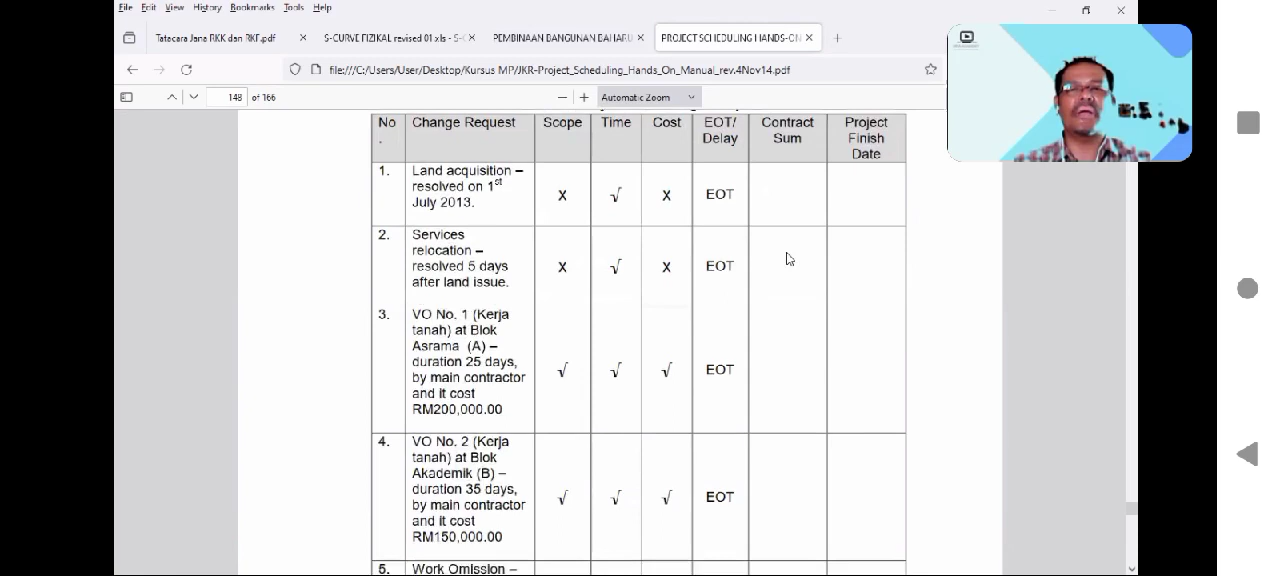 File Edit View History Bookmarks Tools Help
Tatacara Jana RKK dan RKF.pdf
S-CURVE FIZIKAL revised 01 xls - S-C
PEMBINAAN BANGUNAN BAHARU
PROJECT SCHEDULING HANDS-ON
file:///C:/Users/User/Desktop/Kursus MP/JKR-Project_Scheduling_Hands_On_Manual_rev.4Nov14.pdf
148 of 166
Automatic Zoom
No. Change Request Scope Time Cost EOT/ Delay Contract Sum Project Finish Date
1. Land acquisition –
resolved on 1st
July 2013.
X √ X EOT
2. Services
relocation –
resolved 5 days
after land issue.
X √ X EOT
3. VO No. 1 (Kerja
tanah) at Blok
Asrama (A) –
duration 25 days,
by main contractor
and it cost
RM200,000.00
√ √ √ EOT
4. VO No. 2 (Kerja
tanah) at Blok
Akademik (B) –
duration 35 days,
by main contractor
and it cost
RM150,000.00
√ √ √ EOT
5. Work Omission –